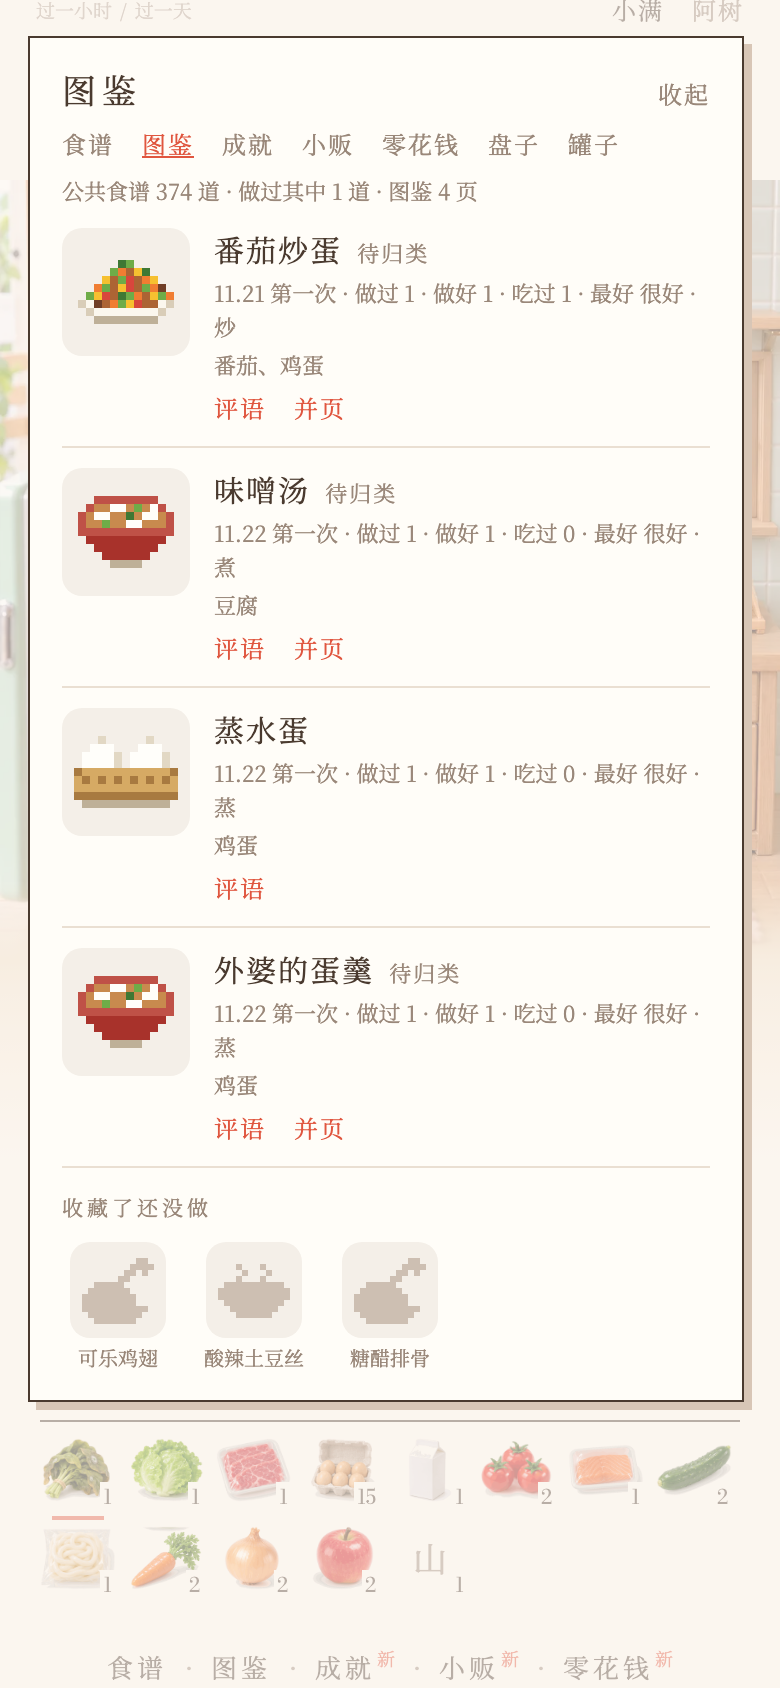 过一小时 / 过一天
小满 阿树
图鉴
收起
食谱 图鉴 成就 小贩 零花钱 盘子 罐子
公共食谱 374 道 · 做过其中 1 道 · 图鉴 4 页
番茄炒蛋 待归类
11.21 第一次 · 做过 1 · 做好 1 · 吃过 1 · 最好 很好 ·
炒
番茄、鸡蛋
评语 并页
味噌汤 待归类
11.22 第一次 · 做过 1 · 做好 1 · 吃过 0 · 最好 很好 ·
煮
豆腐
评语 并页
蒸水蛋
11.22 第一次 · 做过 1 · 做好 1 · 吃过 0 · 最好 很好 ·
蒸
鸡蛋
评语
外婆的蛋羹 待归类
11.22 第一次 · 做过 1 · 做好 1 · 吃过 0 · 最好 很好 ·
蒸
鸡蛋
评语 并页
收藏了还没做
可乐鸡翅 酸辣土豆丝 糖醋排骨
1 1 1 15 1 2 1 2
1 2 2 2 山 1
食谱 · 图鉴 · 成就新 · 小贩新 · 零花钱新